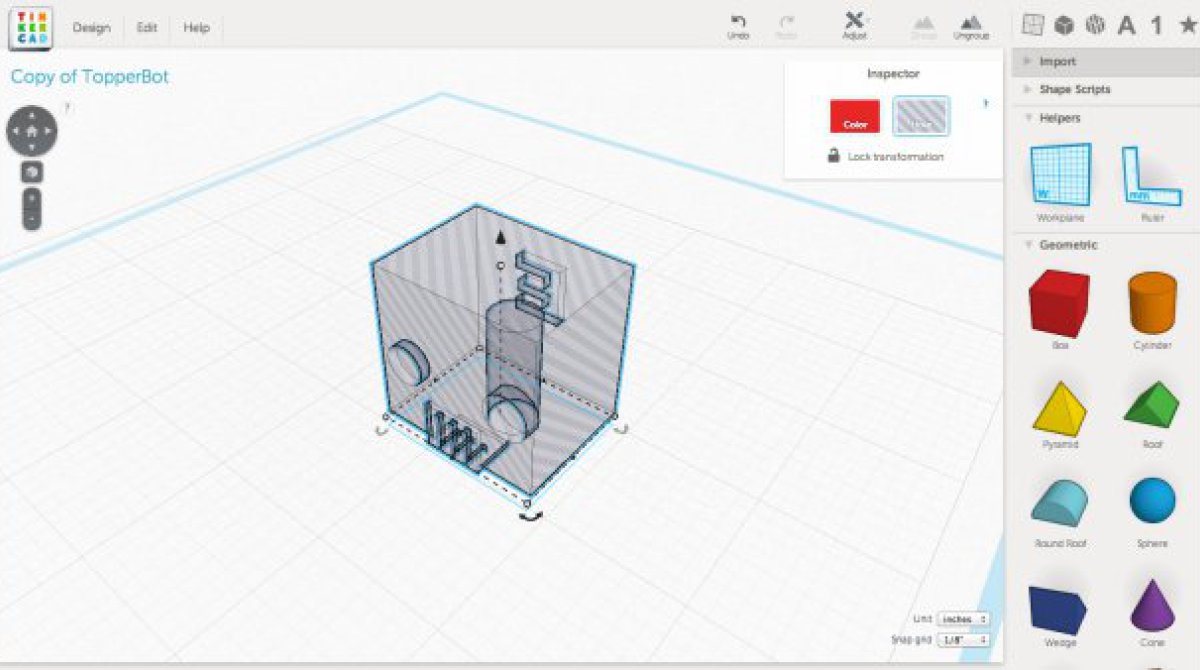 TIN
KER
CAD
Design
Edit
Help
Undo
Redo
Adjust
Group
Ungroup
A 1
Copy of TopperBot
?
Inspector
Color
Hole
?
Lock transformation
Import
Shape Scripts
Helpers
W
mm
Workplane
Ruler
Geometric
Box
Cylinder
Pyramid
Roof
Round Roof
Sphere
Wedge
Cone
Unit inches
Snap grid 1/8"